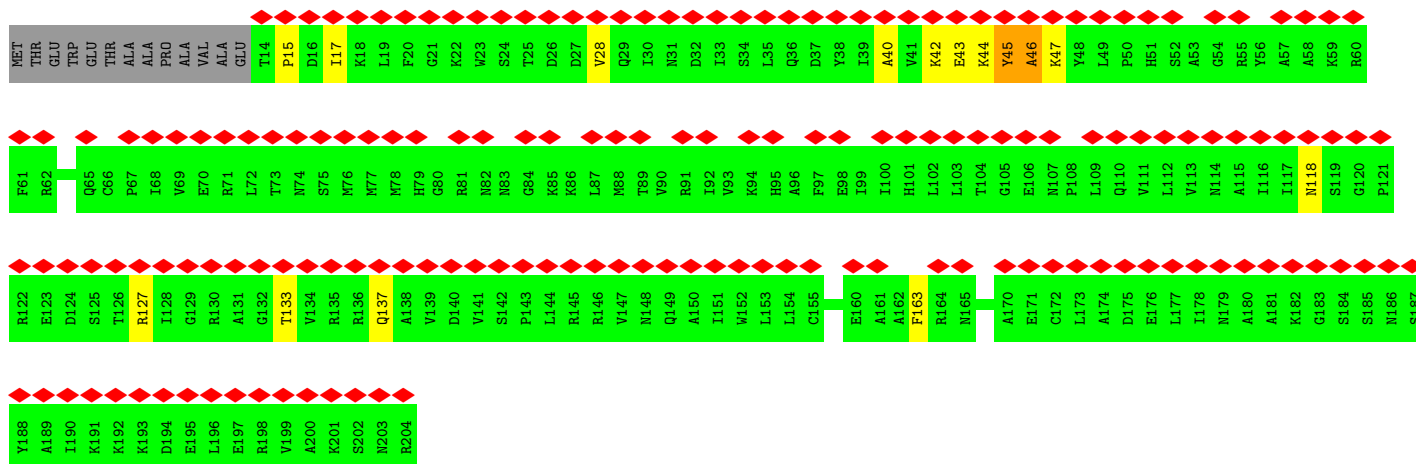 MET THR GLU TRP GLU THR ALA ALA PRO ALA VAL ALA GLU T14 P15 D16 I17 K18 L19 F20 G21 K22 W23 S24 T25 D26 D27 V28 Q29 I30 N31 D32 I33 S34 L35 Q36 D37 Y38 I39 A40 V41 K42 E43 K44 Y45 A46 K47 Y48 L49 P50 H51 S52 A53 G54 R55 Y56 A57 A58 K59 R60
F61 R62 Q65 C66 P67 I68 V69 E70 R71 L72 T73 N74 S75 M76 M77 M78 H79 G80 R81 N82 N83 G84 K85 K86 L87 M88 T89 V90 R91 I92 V93 K94 H95 A96 F97 E98 I99 I100 H101 L102 L103 T104 G105 E106 N107 P108 L109 Q110 V111 L112 V113 N114 A115 I116 I117 N118 S119 G120 P121
R122 E123 D124 S125 T126 R127 I128 G129 R130 A131 G132 T133 V134 R135 R136 Q137 A138 V139 D140 V141 S142 P143 L144 R145 R146 V147 N148 Q149 A150 I151 W152 L153 L154 C155 E160 A161 A162 F163 R164 N165 A170 E171 C172 L173 A174 D175 E176 L177 I178 N179 A180 A181 K182 G183 S184 S185 N186 S187
Y188 A189 I190 K191 K192 K193 D194 E195 L196 E197 R198 V199 A200 K201 S202 N203 R204